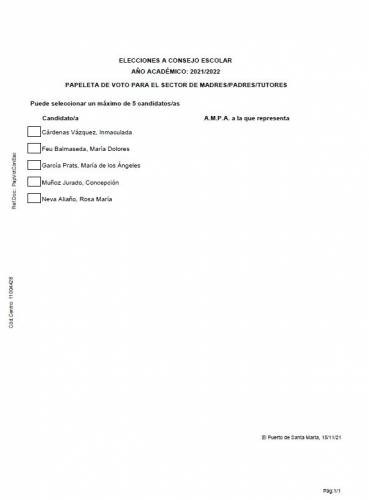 ELECCIONES A CONSEJO ESCOLAR
AÑO ACADÉMICO: 2021/2022
PAPELETA DE VOTO PARA EL SECTOR DE MADRES/PADRES/TUTORES
Puede seleccionar un máximo de 5 candidatos/as
Candidato/a A.M.P.A. a la que representa
Cárdenas Vázquez, Inmaculada
Feu Balmaseda, María Dolores
García Prats, María de los Ángeles
Muñoz Jurado, Concepción
Neva Aliaño, Rosa María
Ref.Doc.:
Cód.Centro: 11004428
El Puerto de Santa María, 15/11/21
Pág:1/1